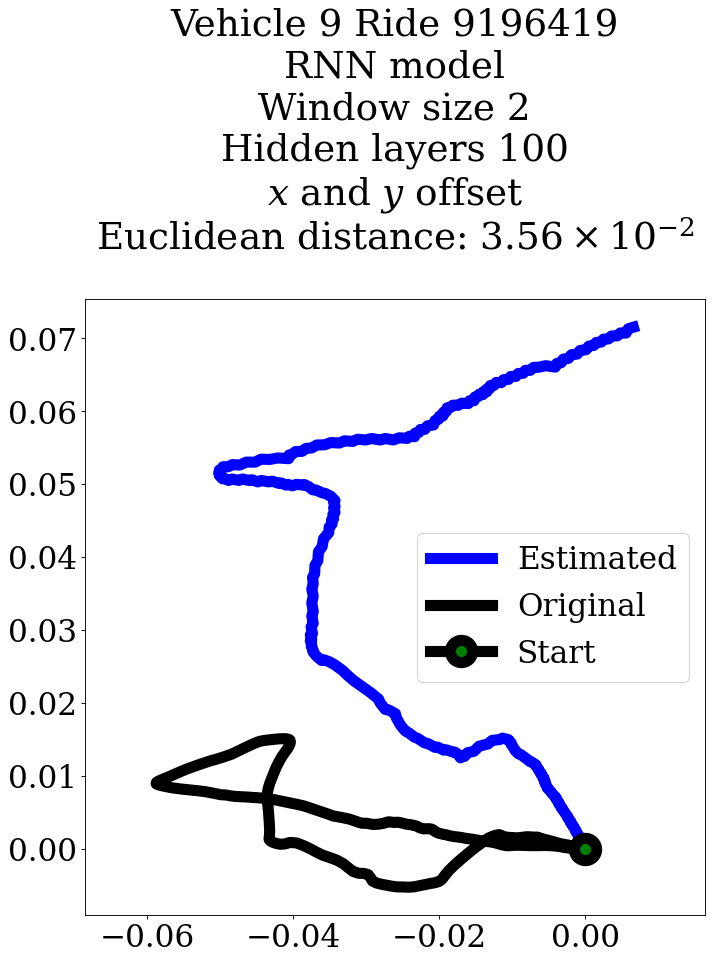 Vehicle 9 Ride 9196419
RNN model
Window size 2
Hidden layers 100
x and y offset
Euclidean distance: 3.56 × 10⁻²
0.07
0.06
0.05
0.04
0.03
0.02
0.01
0.00
Estimated
Original
Start
−0.06 −0.04 −0.02 0.00